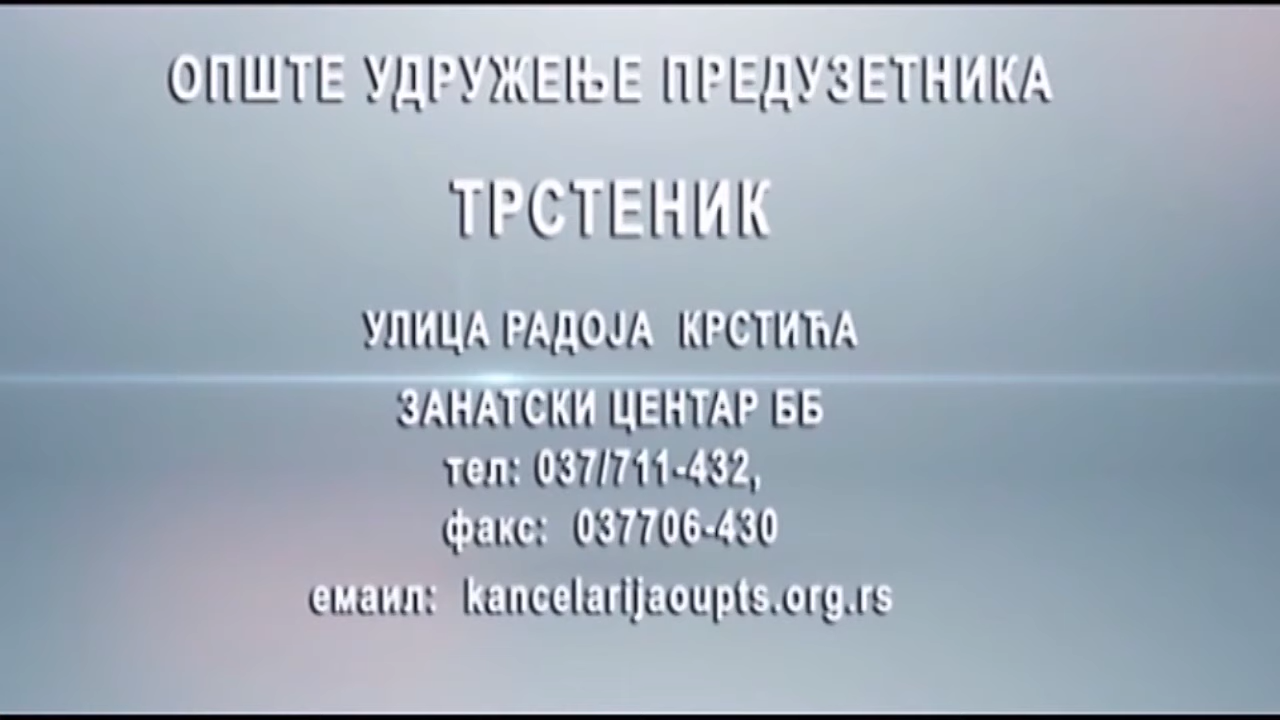 ОПШТЕ УДРУЖЕЊЕ ПРЕДУЗЕТНИКА
ТРСТЕНИК
УЛИЦА РАДОЈА КРСТИЋА
ЗАНАТСКИ ЦЕНТАР ББ
тел: 037/711-432,
факс: 037706-430
емаил: kancelarijaoupts.org.rs